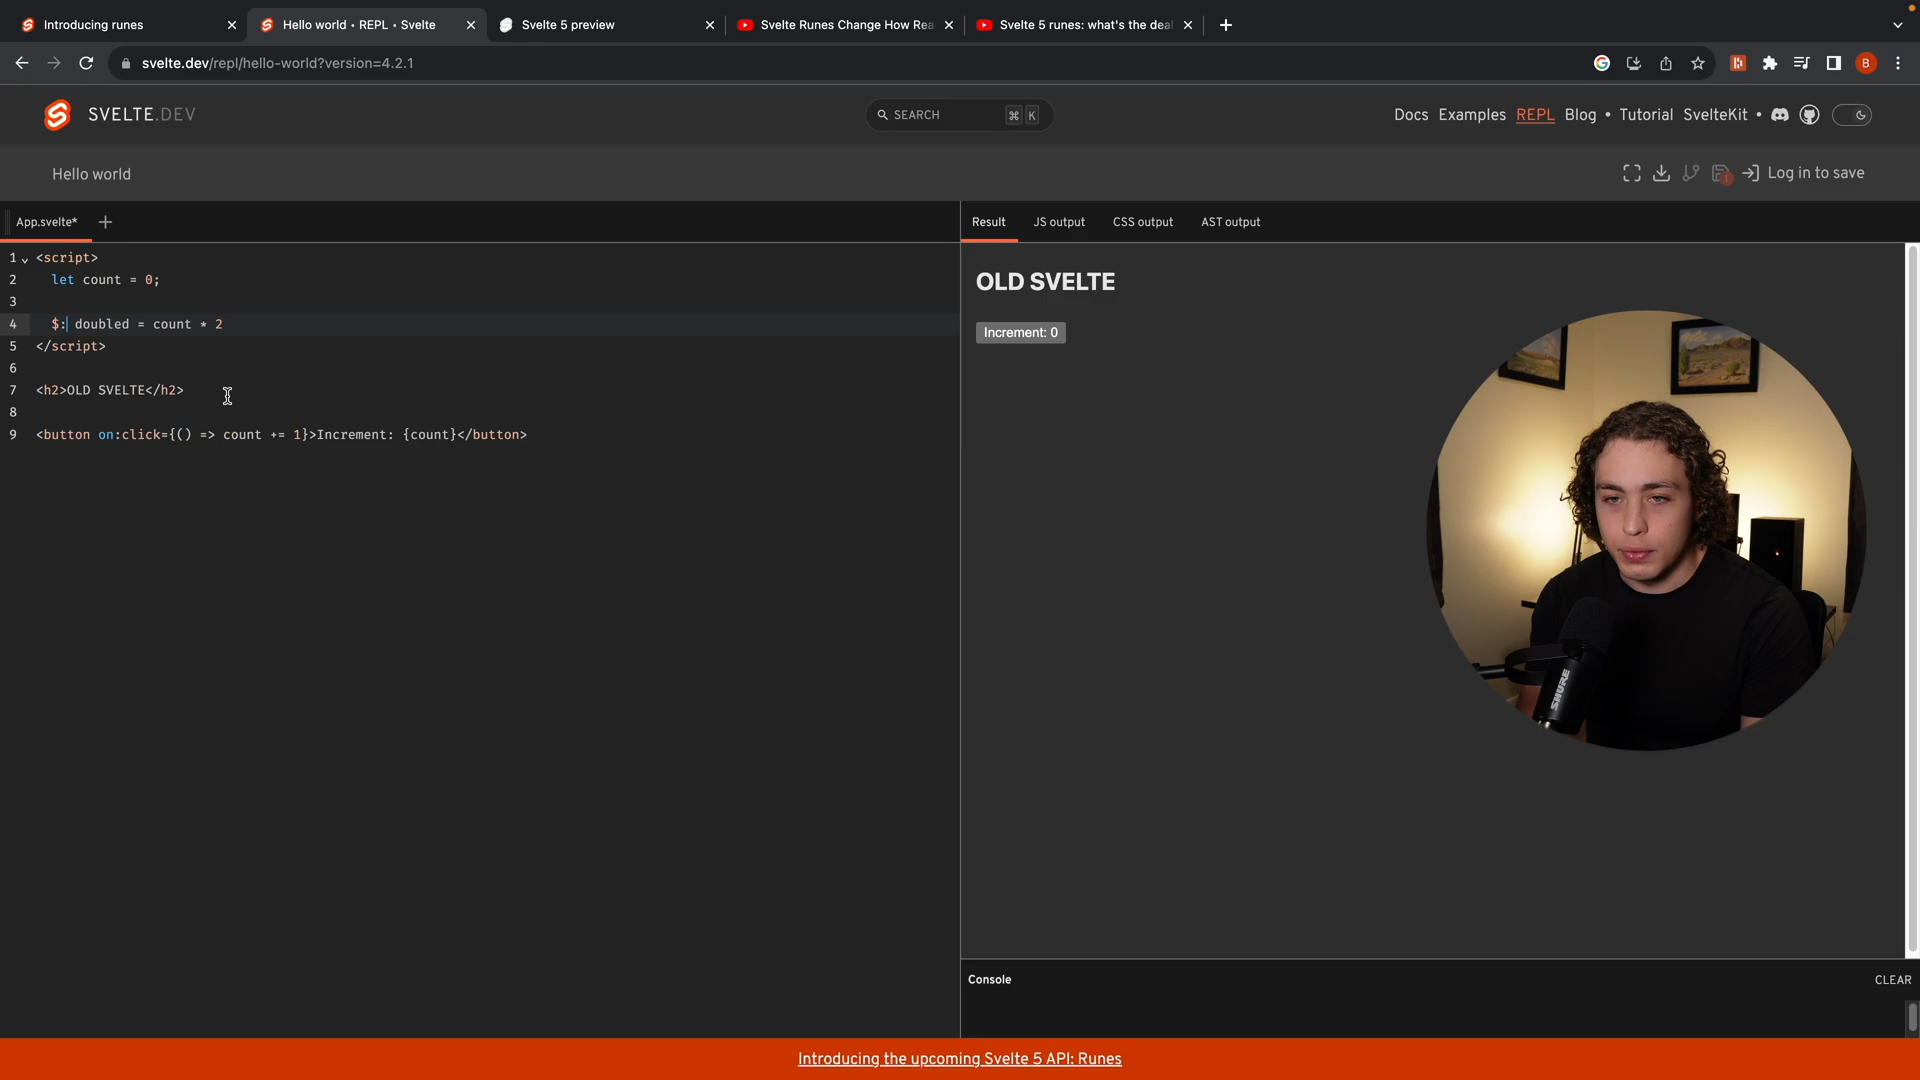 Introducing runes
Hello world • REPL • Svelte
Svelte 5 preview
Svelte Runes Change How Rea
Svelte 5 runes: what's the dea
svelte.dev/repl/hello-world?version=4.2.1
B
SVELTE.DEV
SEARCH ⌘ K
Docs Examples REPL Blog • Tutorial SvelteKit •
Hello world
1
Log in to save
App.svelte*
Result JS output CSS output AST output
1 <script>
2 let count = 0;
3
4 $: doubled = count * 2
5 </script>
6
7 <h2>OLD SVELTE</h2>
8
9 <button on:click={() => count += 1}>Increment: {count}</button>
OLD SVELTE
Increment: 0
SHURE
Console
CLEAR
Introducing the upcoming Svelte 5 API: Runes